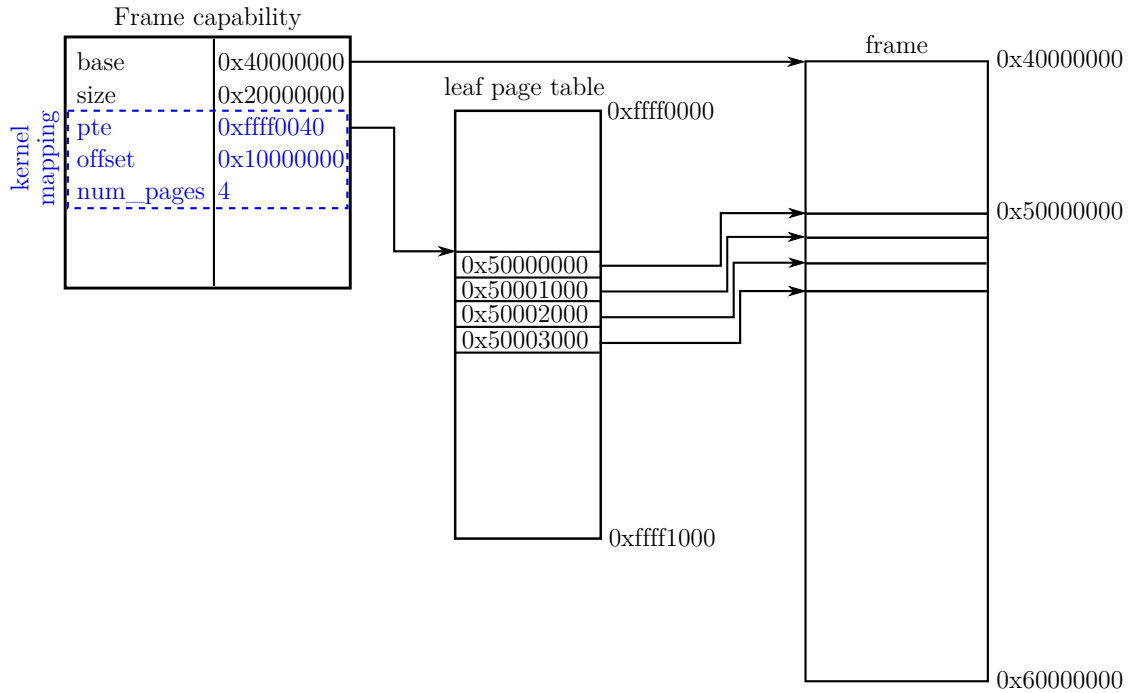 Frame capability
base 0x40000000
size 0x20000000
pte 0xffff0040
offset 0x10000000
num_pages 4
kernel
mapping
leaf page table
0xffff0000
0x50000000
0x50001000
0x50002000
0x50003000
0xffff1000
frame
0x40000000
0x50000000
0x60000000